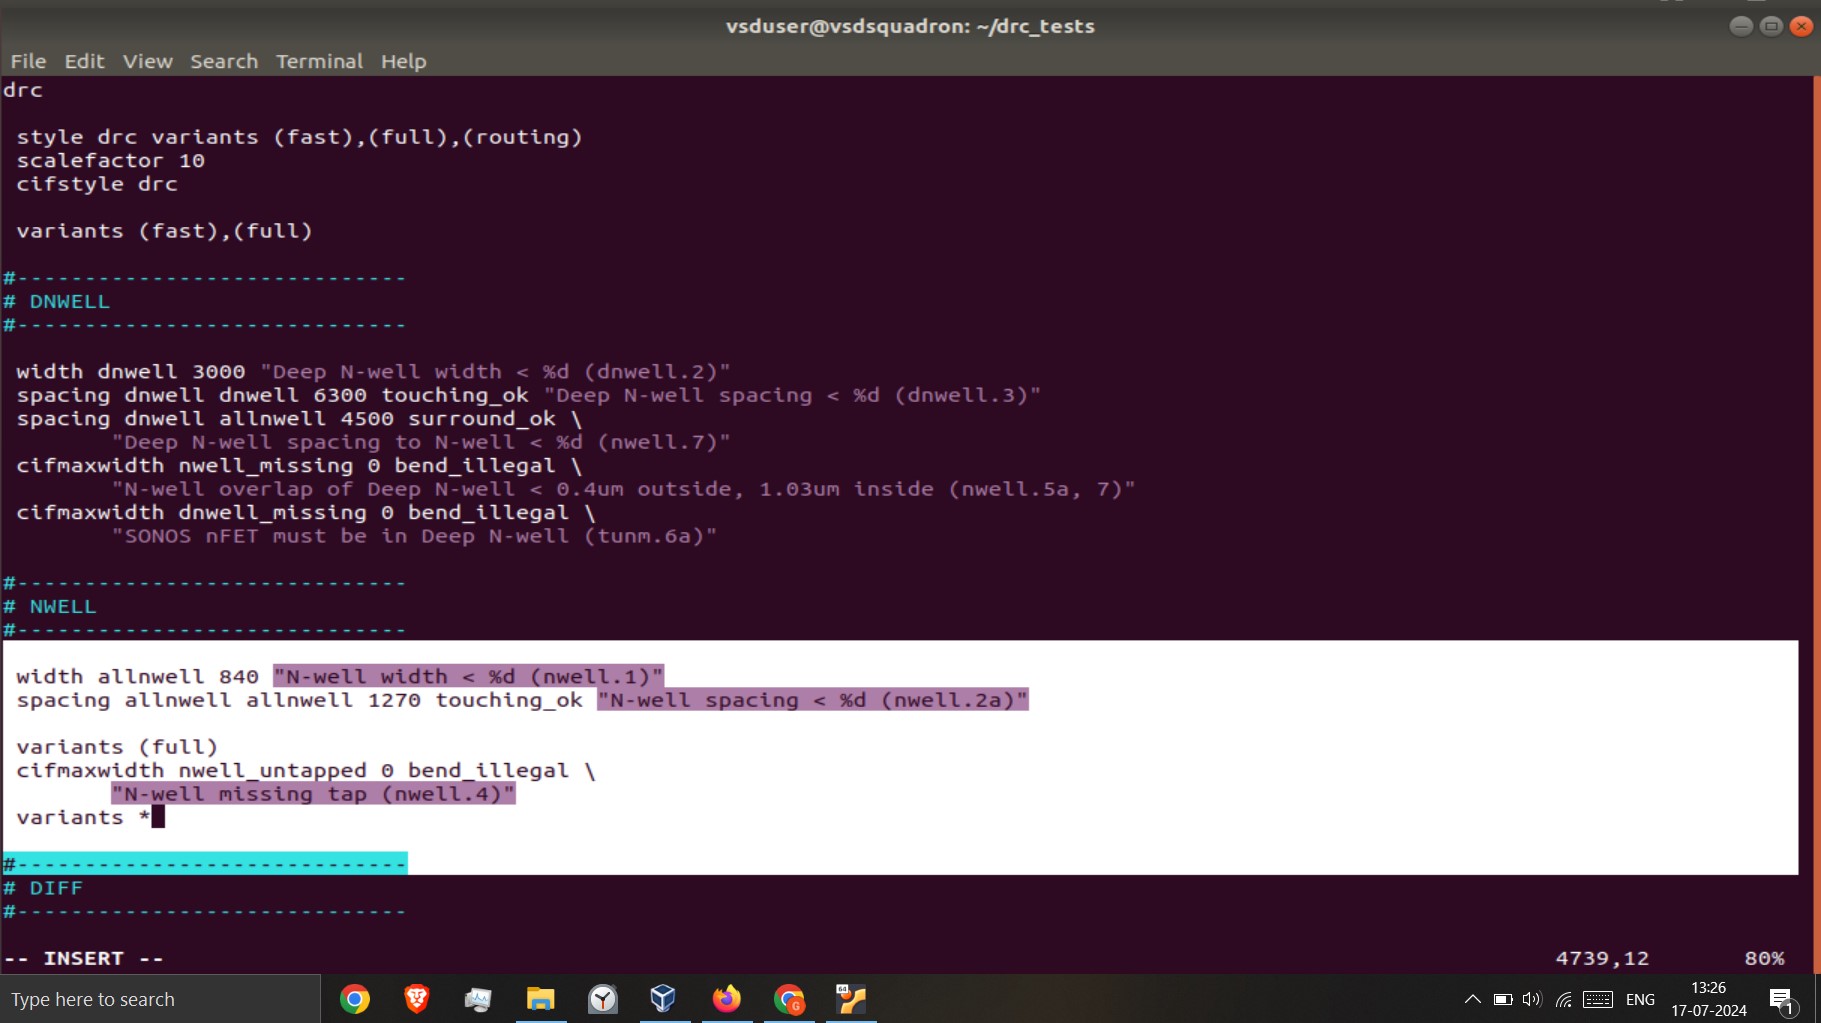 vsduser@vsdsquadron: ~/drc_tests
File Edit View Search Terminal Help
drc
style drc variants (fast),(full),(routing)
scalefactor 10
cifstyle drc
variants (fast),(full)
#-----------------------------
# DNWELL
#-----------------------------
width dnwell 3000 "Deep N-well width < %d (dnwell.2)"
spacing dnwell dnwell 6300 touching_ok "Deep N-well spacing < %d (dnwell.3)"
spacing dnwell allnwell 4500 surround_ok \
"Deep N-well spacing to N-well < %d (nwell.7)"
cifmaxwidth nwell_missing 0 bend_illegal \
"N-well overlap of Deep N-well < 0.4um outside, 1.03um inside (nwell.5a, 7)"
cifmaxwidth dnwell_missing 0 bend_illegal \
"SONOS nFET must be in Deep N-well (tunm.6a)"
#-----------------------------
# NWELL
#-----------------------------
width allnwell 840 "N-well width < %d (nwell.1)"
spacing allnwell allnwell 1270 touching_ok "N-well spacing < %d (nwell.2a)"
variants (full)
cifmaxwidth nwell_untapped 0 bend_illegal \
"N-well missing tap (nwell.4)"
variants *
#-----------------------------
# DIFF
#-----------------------------
-- INSERT -- 4739,12 80%
Type here to search
64
G
ENG
13:26
17-07-2024
1